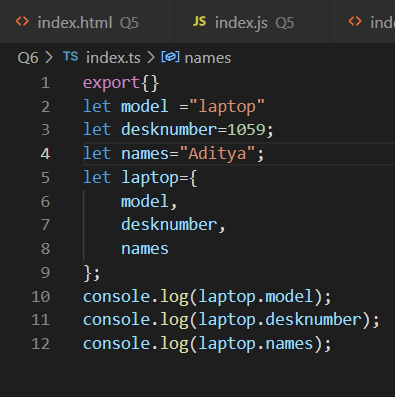 <> index.html Q5 JS index.js Q5 <> ind
Q6 > TS index.ts > names
1 export{}
2 let model ="laptop"
3 let desknumber=1059;
4 let names="Aditya";
5 let laptop={
6 model,
7 desknumber,
8 names
9 };
10 console.log(laptop.model);
11 console.log(laptop.desknumber);
12 console.log(laptop.names);